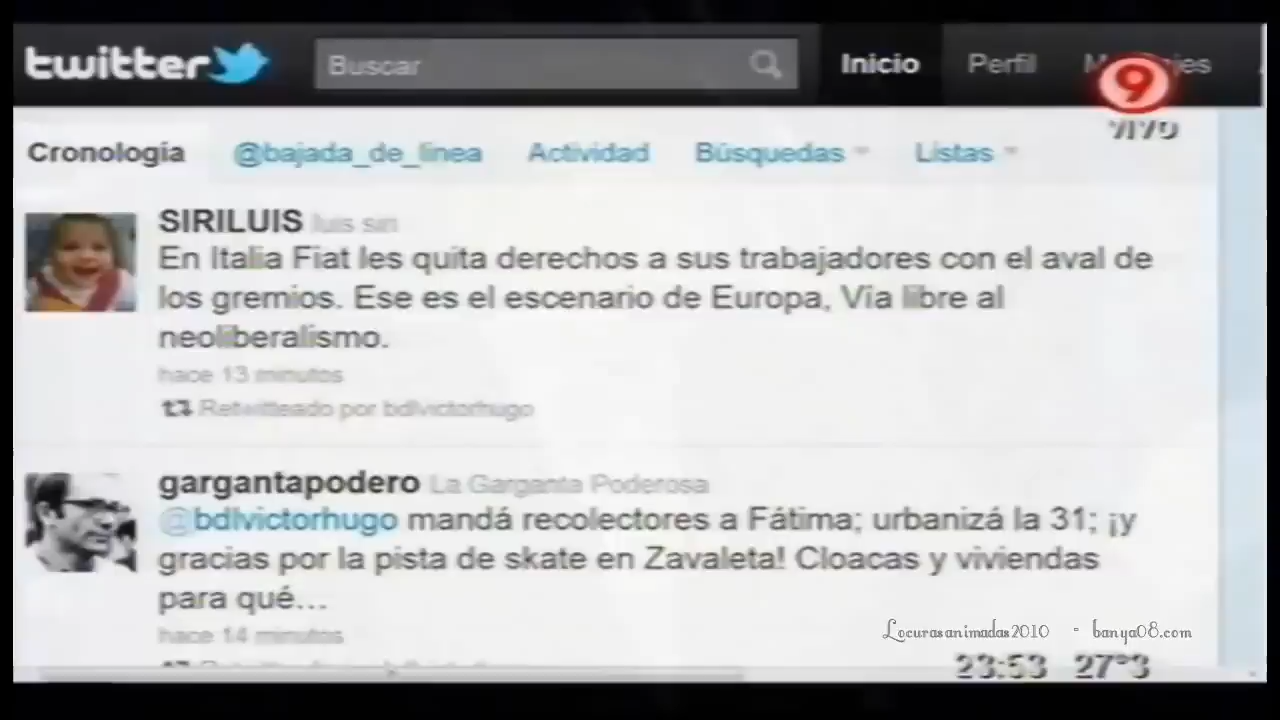 twitter Buscar Inicio Perfil
9
VIVO
Cronología @bajada_de_linea Actividad Búsquedas Listas
SIRILUIS luis siri
En Italia Fiat les quita derechos a sus trabajadores con el aval de
los gremios. Ese es el escenario de Europa, Vía libre al
neoliberalismo.
hace 13 minutos
Retwitteado por bdlvictorhugo
gargantapodero La Garganta Poderosa
@bdlvictorhugo mandá recolectores a Fátima; urbanizá la 31; ¡y
gracias por la pista de skate en Zavaleta! Cloacas y viviendas
para qué...
hace 14 minutos
Locurasanimadas2010 - banya08.com
23:53 27°3